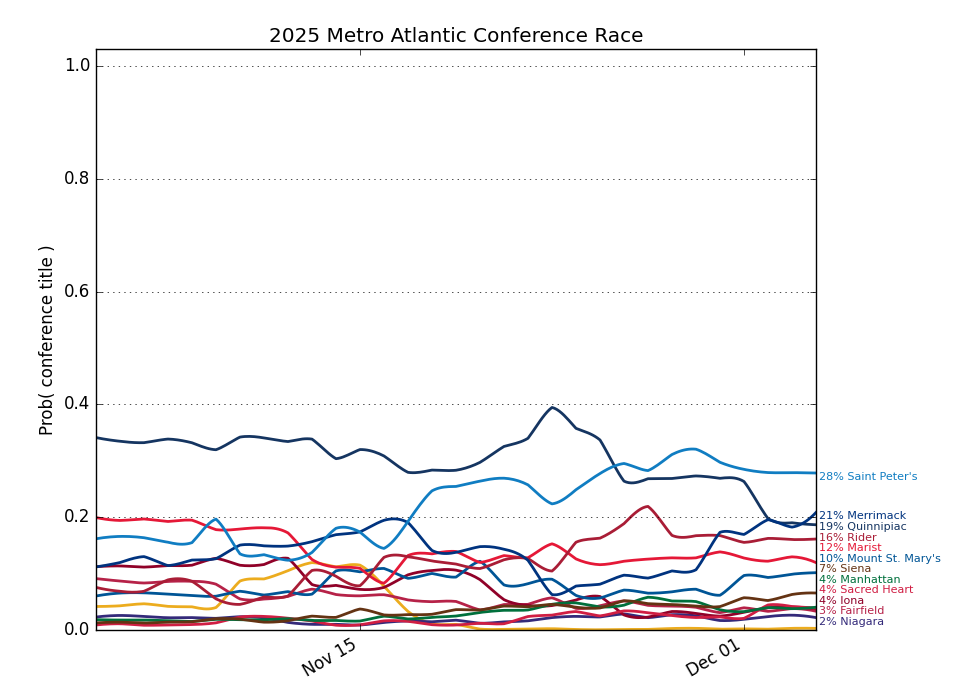 2025 Metro Atlantic Conference Race
Prob( conference title )
1.0
0.8
0.6
0.4
0.2
0.0
Nov 15
Dec 01
28% Saint Peter's
21% Merrimack
19% Quinnipiac
16% Rider
12% Marist
10% Mount St. Mary's
7% Siena
4% Manhattan
4% Sacred Heart
4% Iona
3% Fairfield
2% Niagara